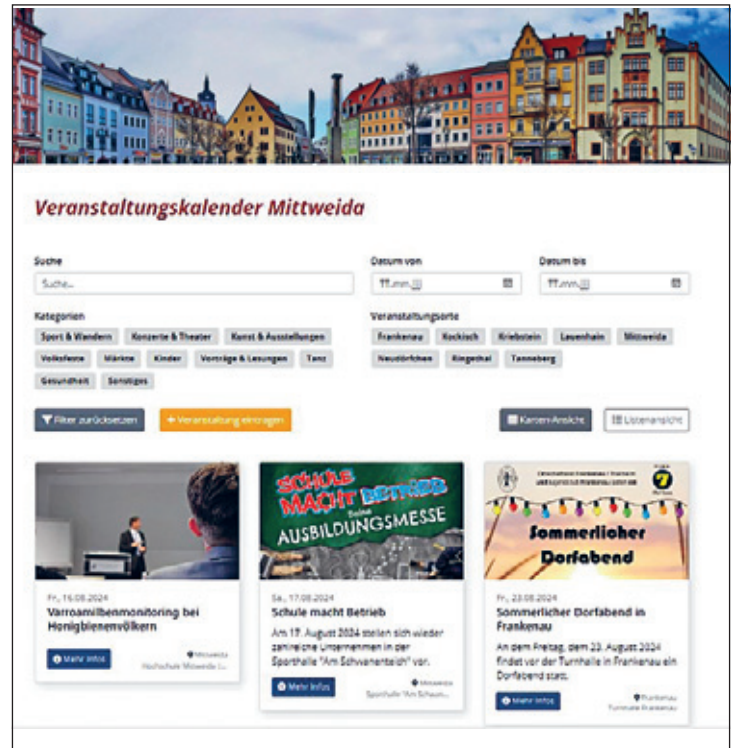 Veranstaltungskalender Mittweida
Suche
Datum von
Datum bis
Suche...
TT.mm.jjjj
TT.mm.jjjj
Kategorien
Veranstaltungsorte
Sport & Wandern Konzerte & Theater Kunst & Ausstellungen
Frankenau Kockisch Kriebstein Lauenhain Mittweida
Volksfeste Märkte Kinder Vorträge & Lesungen Tanz
Neudörfchen Ringethal Tanneberg
Gesundheit Sonstiges
Filter zurücksetzen
+ Veranstaltung eintragen
Karten-Ansicht
Listenansicht
Fr., 16.08.2024
Varroamilbenmonitoring bei
Honigbienenvölkern
Mehr Infos
Mittweida
Hochschule Mittweida (...
SCHULE
MACHT BETRIEB
Deine
AUSBILDUNGSMESSE
Sa., 17.08.2024
Schule macht Betrieb
Am 17. August 2024 stellen sich wieder
zahlreiche Unternehmen in der
Sporthalle "Am Schwanenteich" vor.
Mehr Infos
Mittweida
Sporthalle "Am Schwan...
7
Sommerlicher
Dorfabend
Fr., 23.08.2024
Sommerlicher Dorfabend in
Frankenau
An dem Freitag, dem 23. August 2024
findet vor der Turnhalle in Frankenau ein
Dorfabend statt.
Mehr Infos
Frankenau
Turnhalle Frankenau